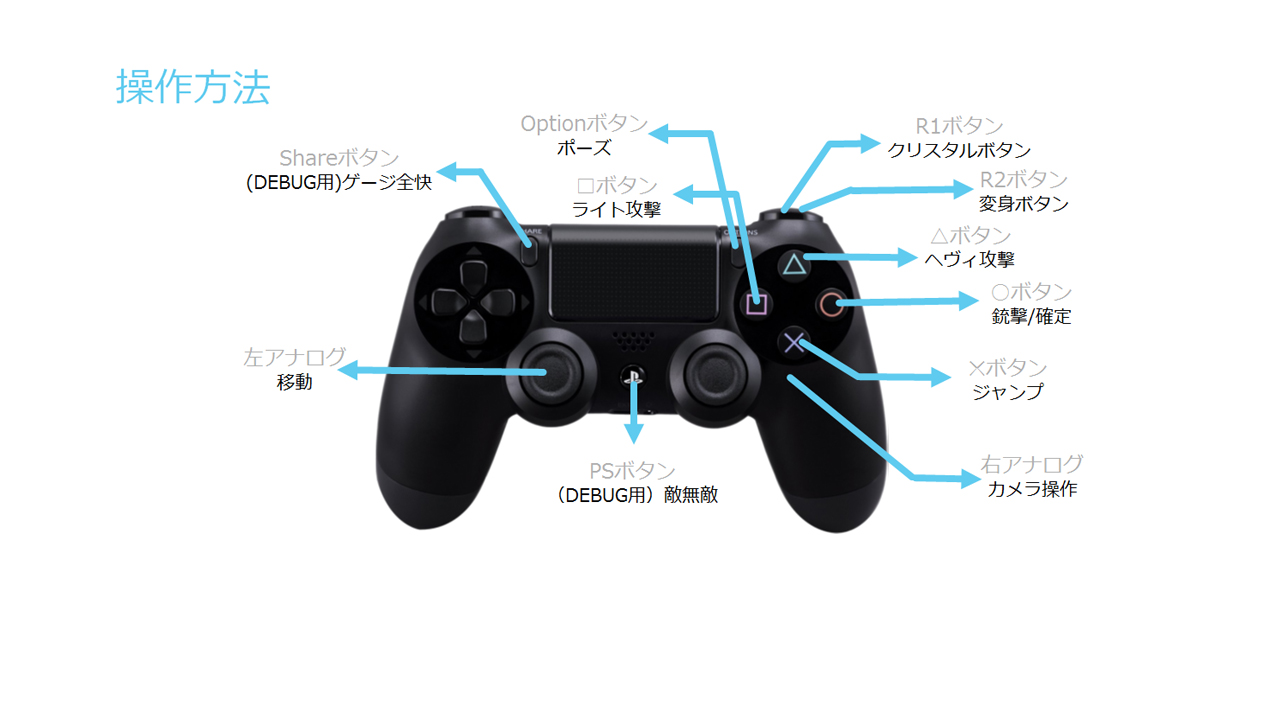 操作方法
Optionボタン
ポーズ
R1ボタン
クリスタルボタン
Shareボタン
(DEBUG用)ゲージ全快
□ボタン
ライト攻撃
R2ボタン
変身ボタン
△ボタン
ヘヴィ攻撃
○ボタン
銃撃/確定
左アナログ
移動
×ボタン
ジャンプ
PSボタン
（DEBUG用）敵無敵
右アナログ
カメラ操作